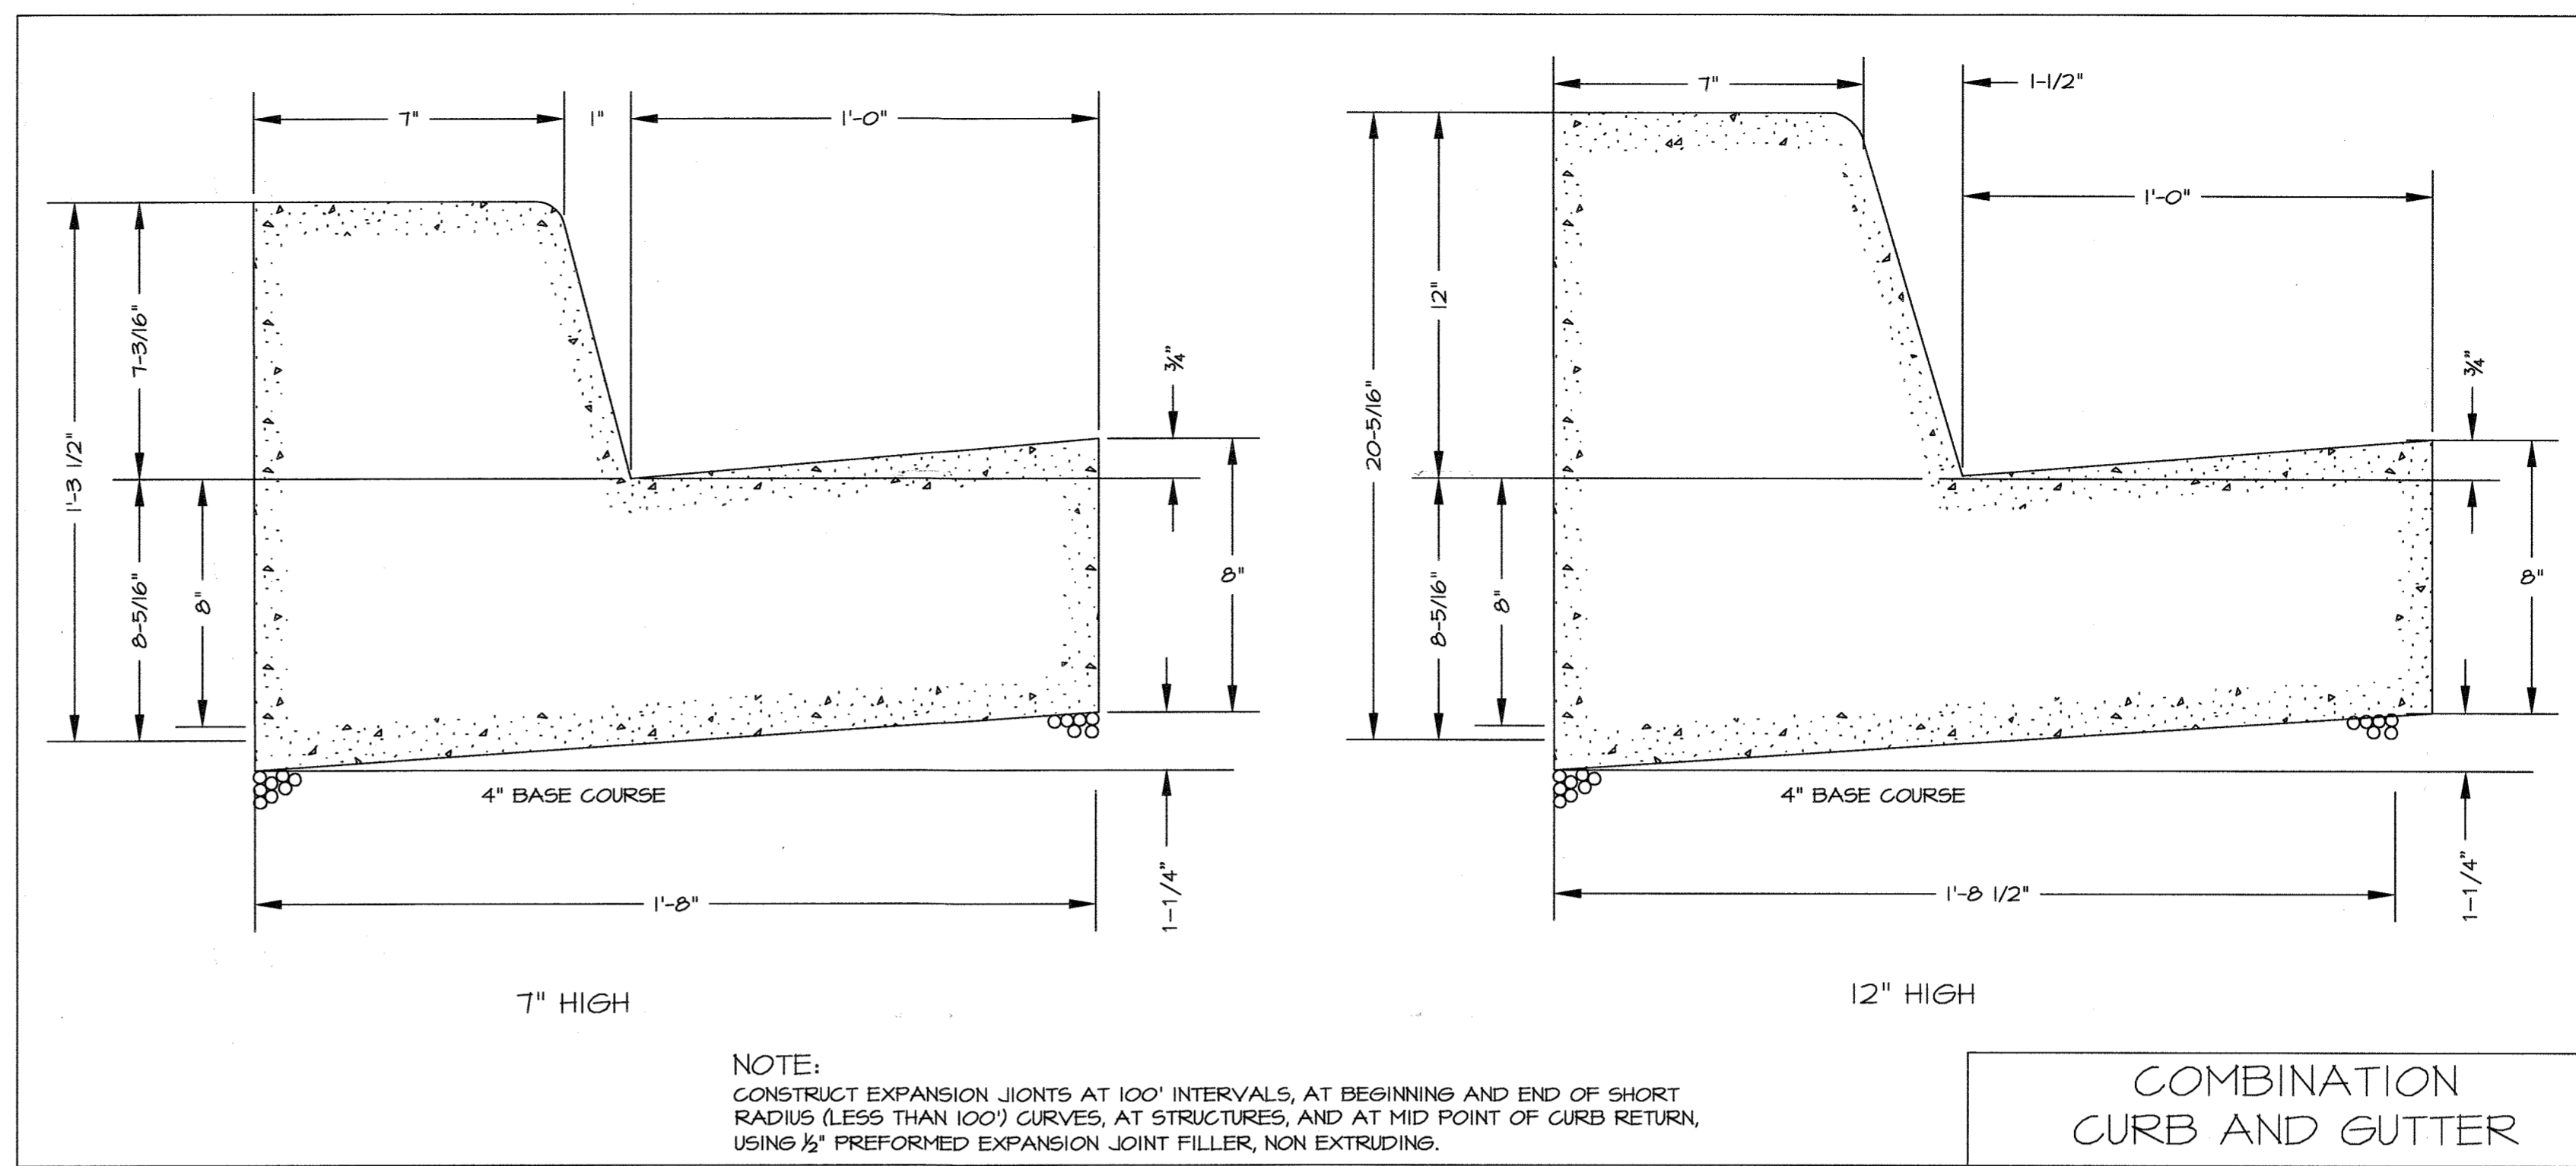 7"
1"
1'-0"
1-3 1/2"
7-3/16"
8-5/16"
8"
3/4"
8"
1-1/4"
4" BASE COURSE
1'-8"
7" HIGH
7"
1-1/2"
1'-0"
20-5/16"
12"
8-5/16"
8"
3/4"
8"
1-1/4"
4" BASE COURSE
1'-8 1/2"
12" HIGH
NOTE:
CONSTRUCT EXPANSION JIONTS AT 100' INTERVALS, AT BEGINNING AND END OF SHORT
RADIUS (LESS THAN 100') CURVES, AT STRUCTURES, AND AT MID POINT OF CURB RETURN,
USING 1/2" PREFORMED EXPANSION JOINT FILLER, NON EXTRUDING.
COMBINATION
CURB AND GUTTER